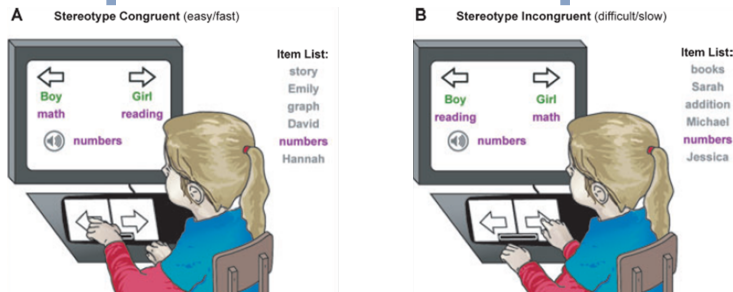 A Stereotype Congruent (easy/fast)
Item List:
story
Emily
graph
David
numbers
Hannah
Boy Girl
math reading
numbers
B Stereotype Incongruent (difficult/slow)
Item List:
books
Sarah
addition
Michael
numbers
Jessica
Boy Girl
reading math
numbers